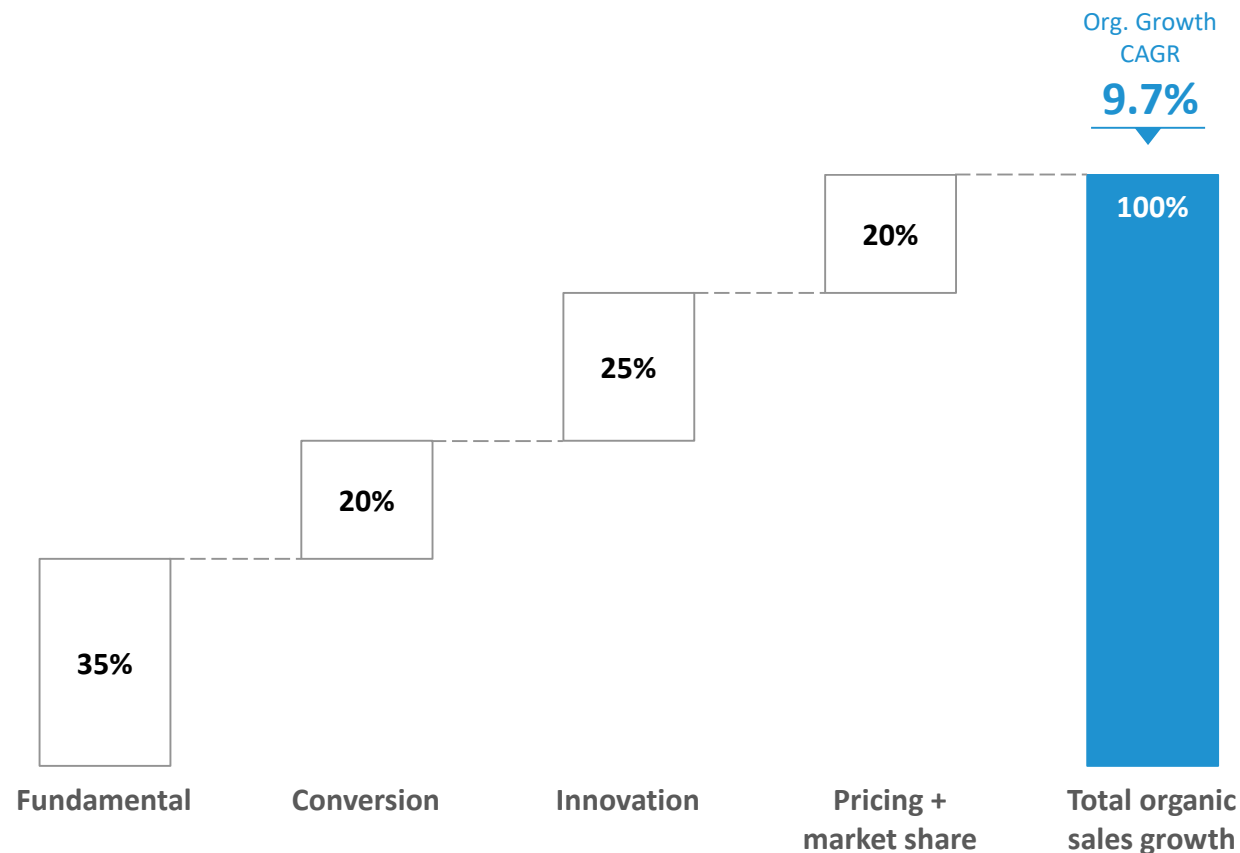 Org. Growth
CAGR
9.7%
100%
20%
25%
20%
35%
Fundamental
Conversion
Innovation
Pricing +
market share
Total organic
sales growth